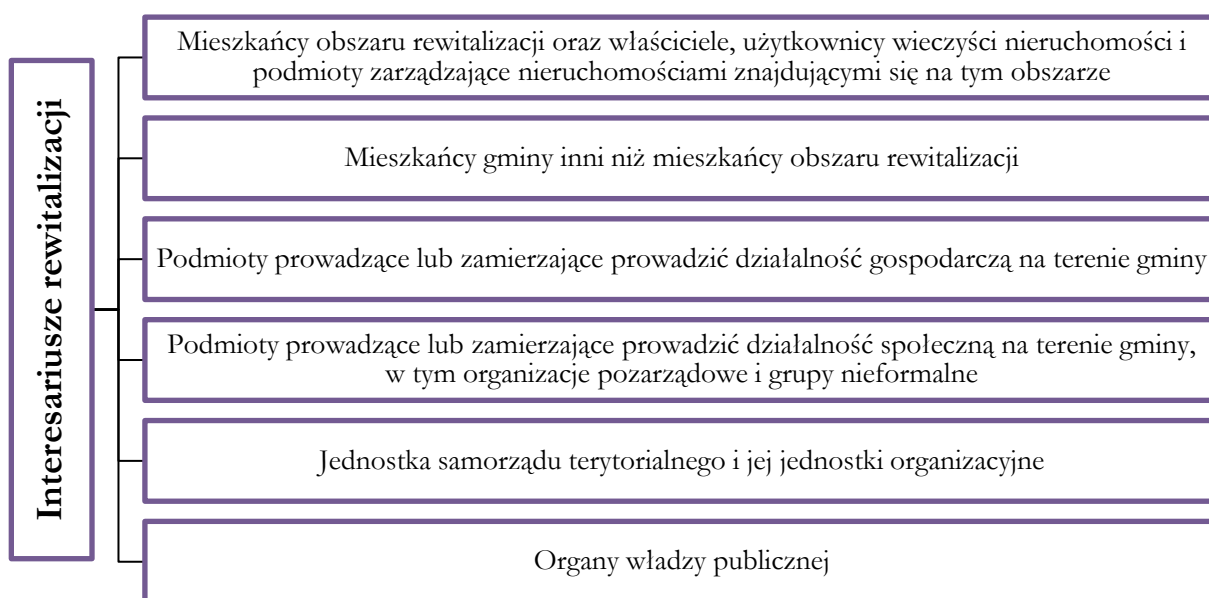 Interesariusze rewitalizacji
Mieszkańcy obszaru rewitalizacji oraz właściciele, użytkownicy wieczyści nieruchomości i
podmioty zarządzające nieruchomościami znajdującymi się na tym obszarze
Mieszkańcy gminy inni niż mieszkańcy obszaru rewitalizacji
Podmioty prowadzące lub zamierzające prowadzić działalność gospodarczą na terenie gminy
Podmioty prowadzące lub zamierzające prowadzić działalność społeczną na terenie gminy,
w tym organizacje pozarządowe i grupy nieformalne
Jednostka samorządu terytorialnego i jej jednostki organizacyjne
Organy władzy publicznej